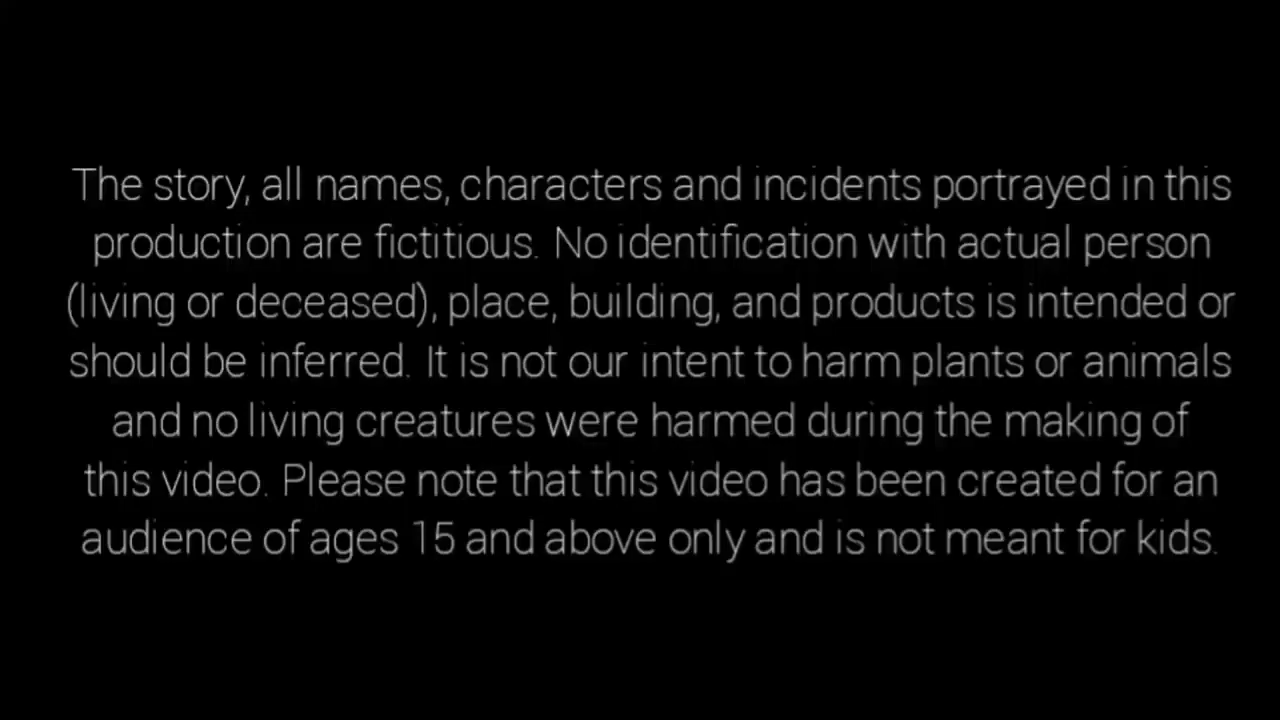 The story, all names, characters and incidents portrayed in this
production are fictitious. No identification with actual person
(living or deceased), place, building, and products is intended or
should be inferred. It is not our intent to harm plants or animals
and no living creatures were harmed during the making of
this video. Please note that this video has been created for an
audience of ages 15 and above only and is not meant for kids.